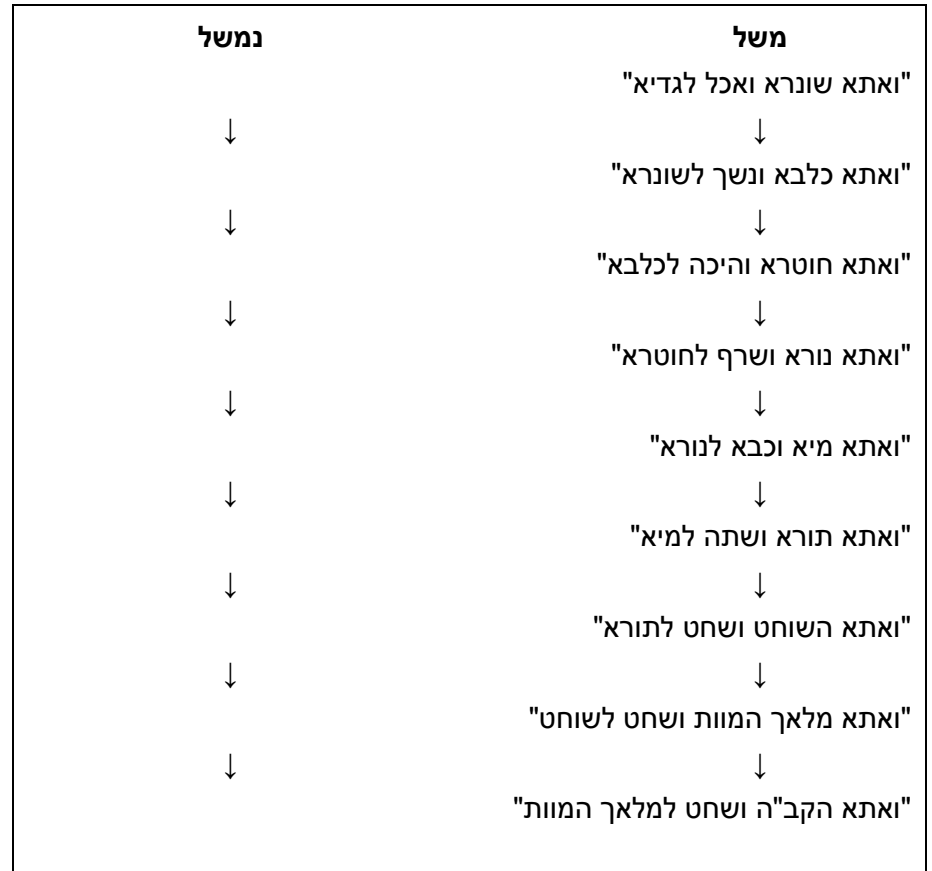 משל נמשל
"ואתא שונרא ואכל לגדיא"
↓ ↓
"ואתא כלבא ונשך לשונרא"
↓ ↓
"ואתא חוטרא והיכה לכלבא"
↓ ↓
"ואתא נורא ושרף לחוטרא"
↓ ↓
"ואתא מיא וכבא לנורא"
↓ ↓
"ואתא תורא ושתה למיא"
↓ ↓
"ואתא השוחט ושחט לתורא"
↓ ↓
"ואתא מלאך המוות ושחט לשוחט"
↓ ↓
"ואתא הקב"ה ושחט למלאך המוות"